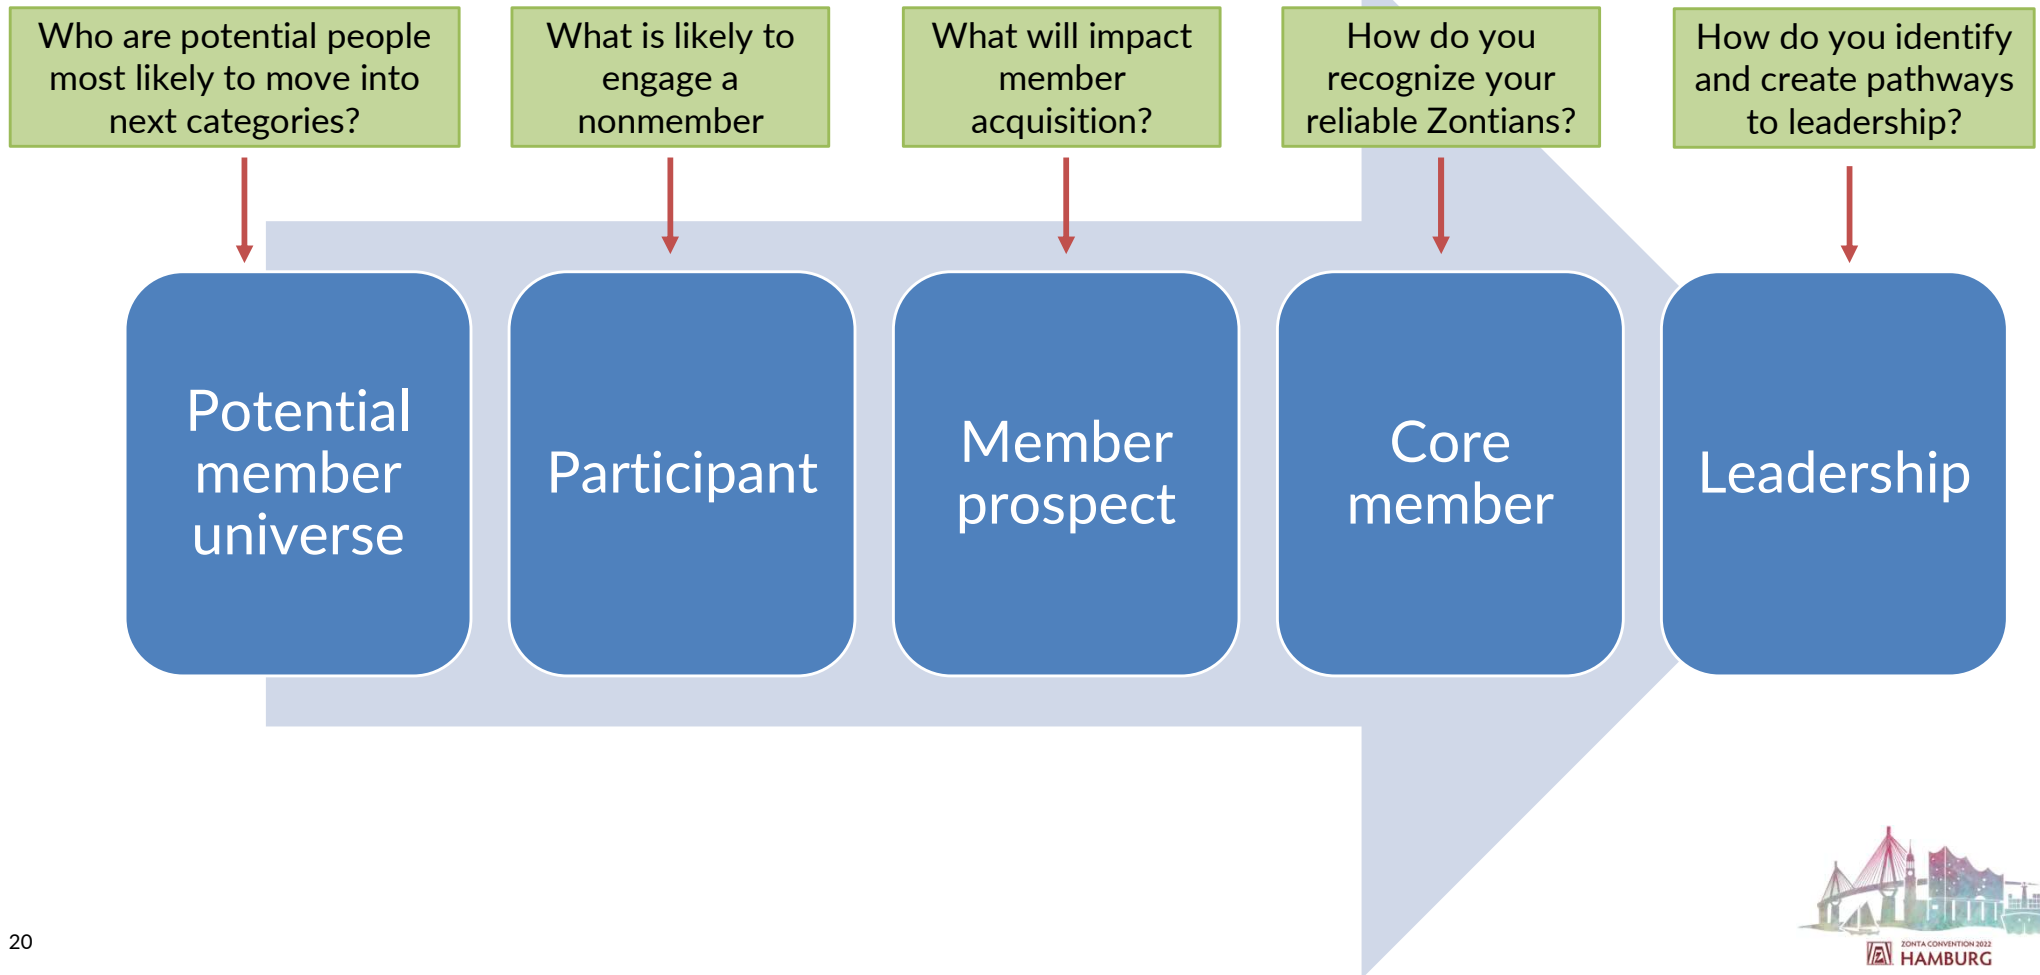 Who are potential people
most likely to move into
next categories?
What is likely to
engage a
nonmember
What will impact
member
acquisition?
How do you
recognize your
reliable Zontians?
How do you identify
and create pathways
to leadership?
Potential
member
universe
Participant
Member
prospect
Core
member
Leadership
20
ZONTA CONVENTION 2022
HAMBURG